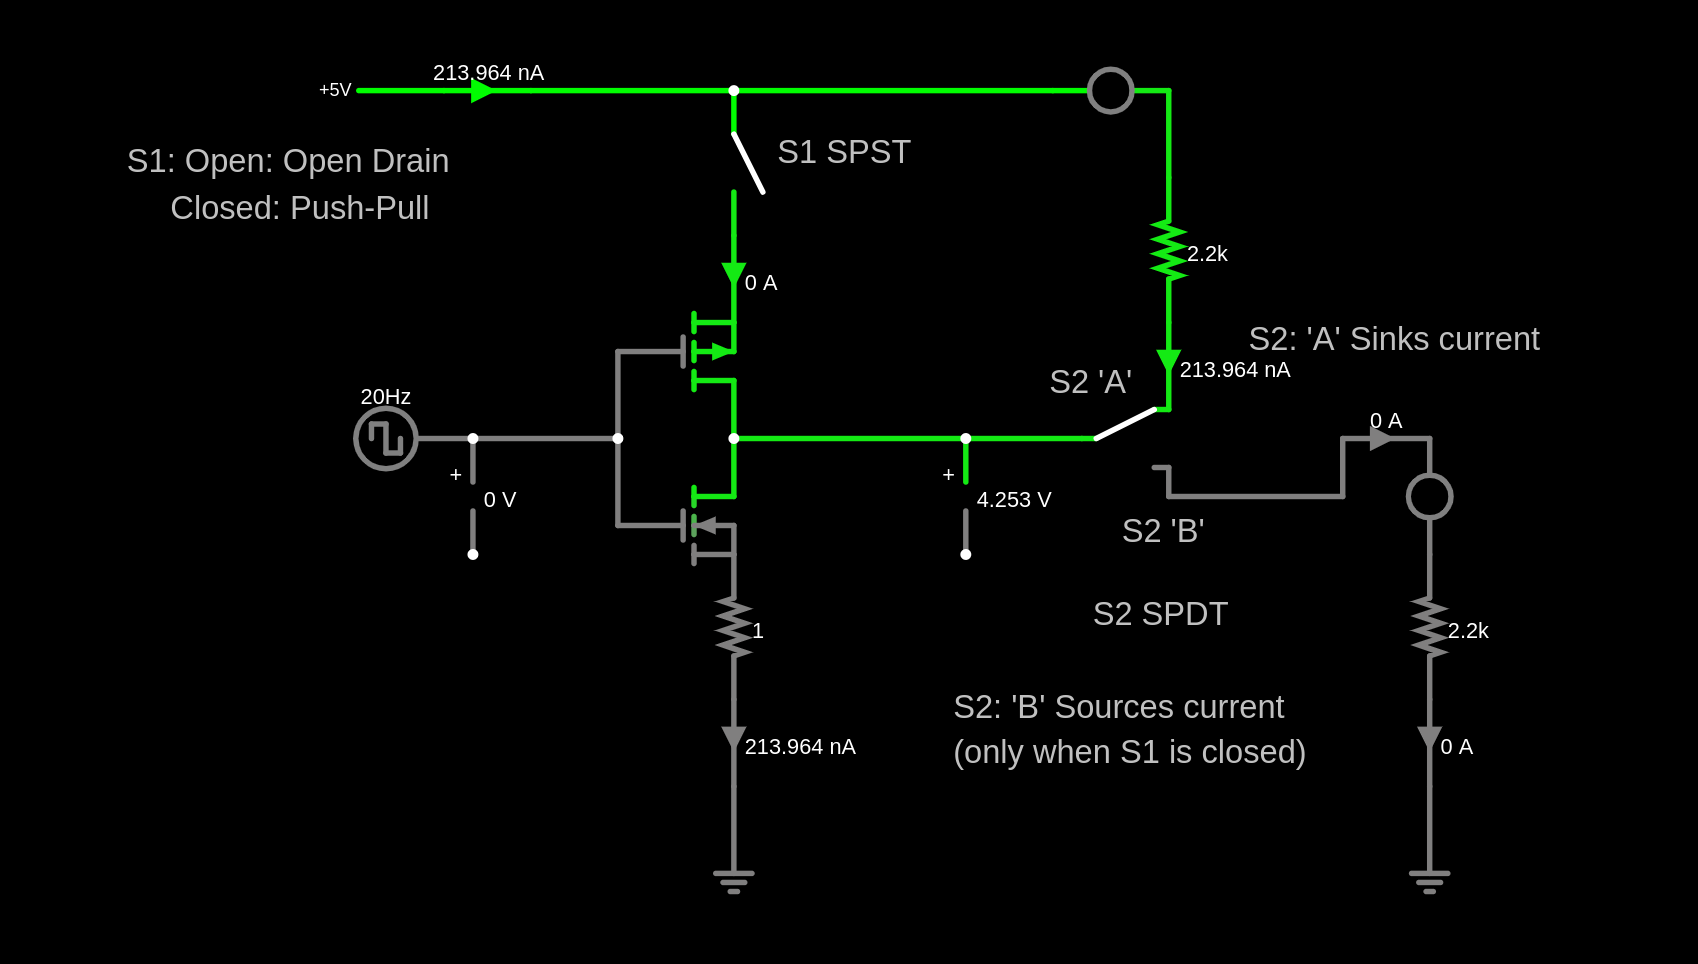 213.964 nA
+5V
S1 SPST
S1: Open: Open Drain
Closed: Push-Pull
2.2k
0 A
S2: 'A' Sinks current
213.964 nA
S2 'A'
20Hz
0 A
+
0 V
+
4.253 V
S2 'B'
S2 SPDT
1
2.2k
S2: 'B' Sources current
(only when S1 is closed)
213.964 nA
0 A